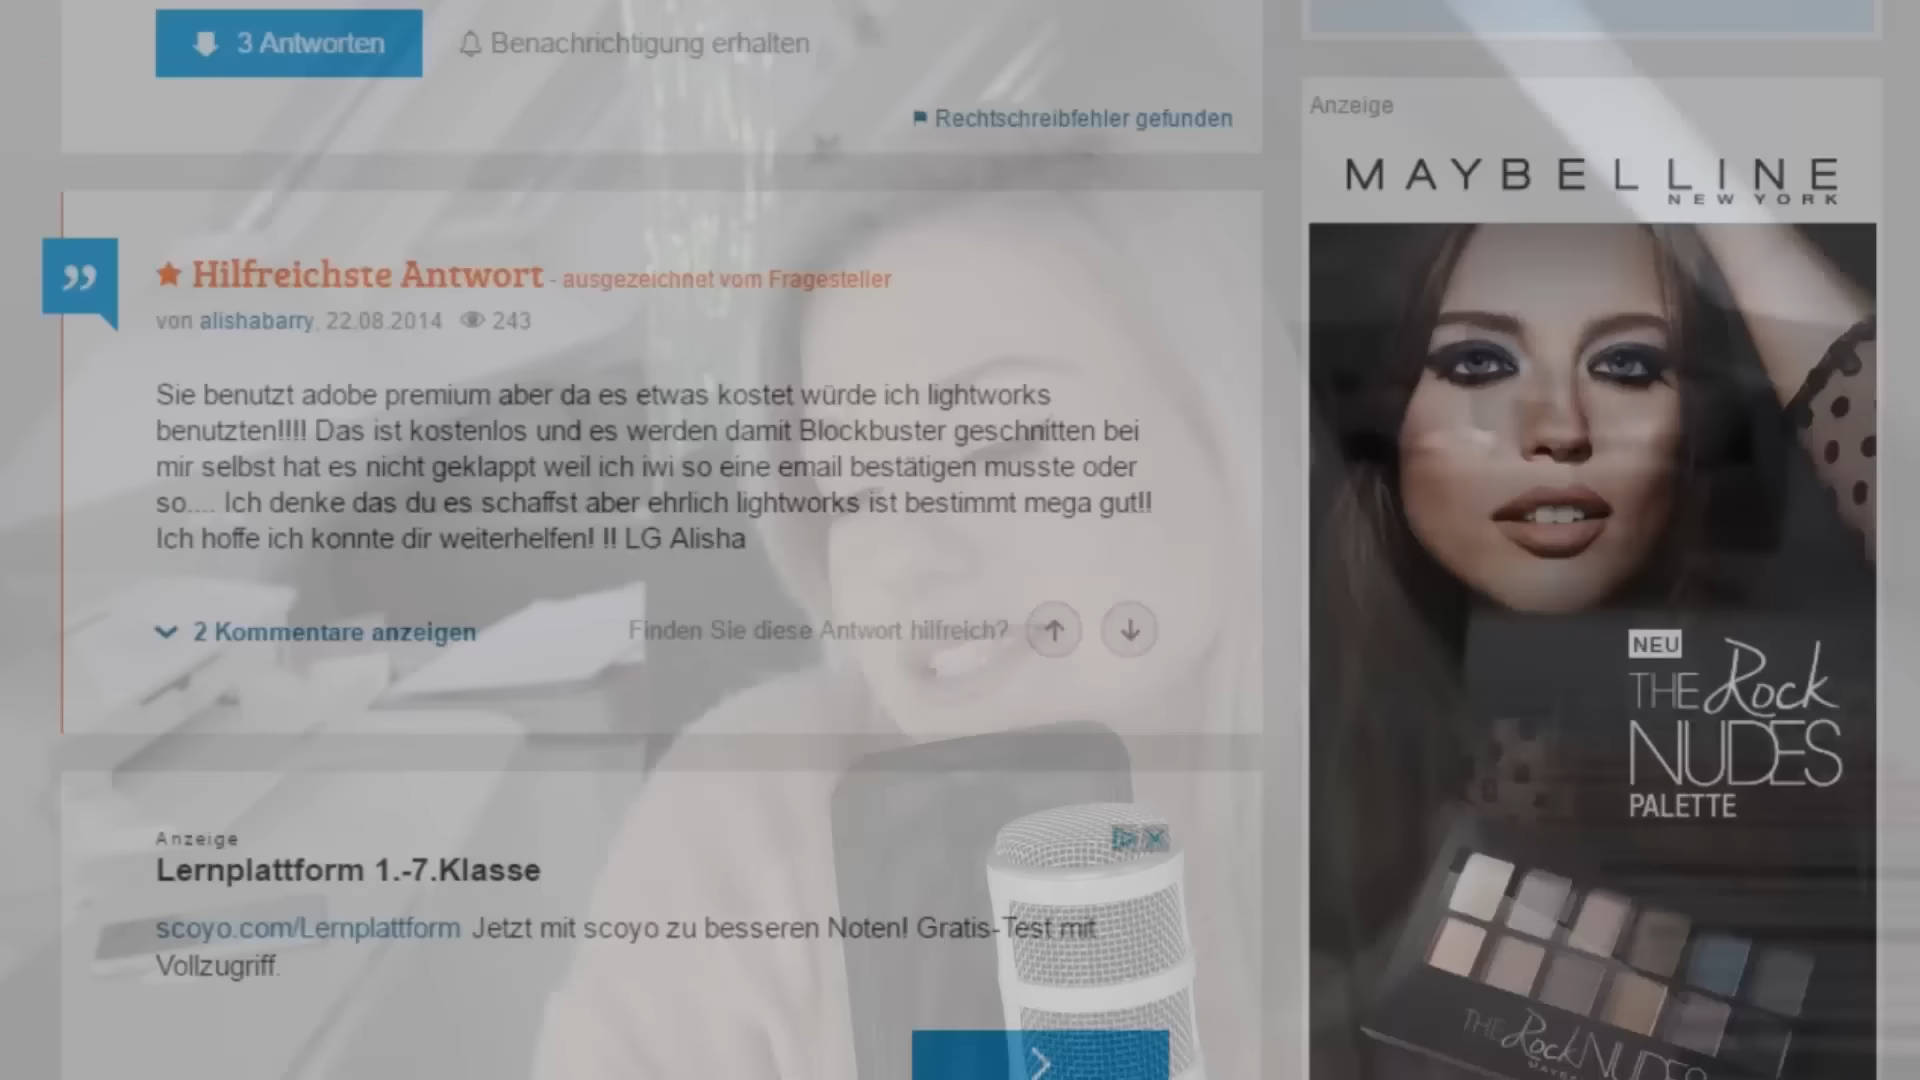 3 Antworten
Benachrichtigung erhalten
Rechtschreibfehler gefunden
Hilfreichste Antwort - ausgezeichnet vom Fragesteller
von alishabarry, 22.08.2014 243
Sie benutzt adobe premium aber da es etwas kostet würde ich lightworks
benutzten!!!! Das ist kostenlos und es werden damit Blockbuster geschnitten bei
mir selbst hat es nicht geklappt weil ich iwi so eine email bestätigen musste oder
so.... Ich denke das du es schaffst aber ehrlich lightworks ist bestimmt mega gut!!
Ich hoffe ich konnte dir weiterhelfen! !! LG Alisha
2 Kommentare anzeigen
Finden Sie diese Antwort hilfreich?
Anzeige
Lernplattform 1.-7.Klasse
scoyo.com/Lernplattform Jetzt mit scoyo zu besseren Noten! Gratis-Test mit
Vollzugriff.
Anzeige
MAYBELLINE
NEW YORK
NEU
THE Rock
NUDES
PALETTE
THE Rock NUDES